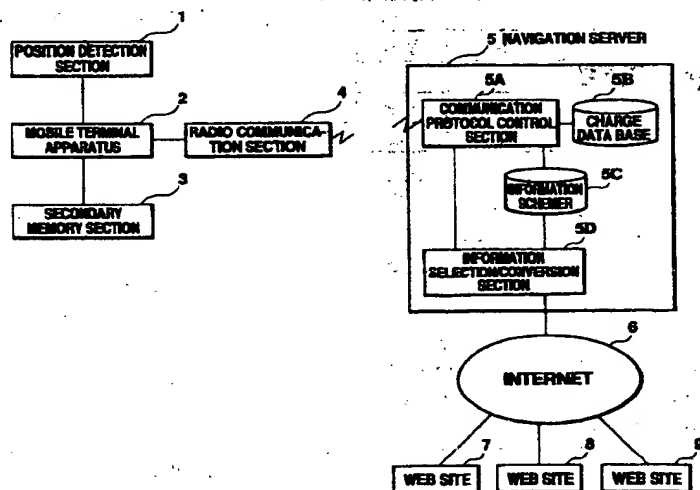 1
POSITION DETECTION
SECTION
2
MOBILE TERMINAL
APPARATUS
4
RADIO COMMUNICA-
TION SECTION
3
SECONDARY
MEMORY SECTION
5 NAVIGATION SERVER
5A
COMMUNICATION
PROTOCOL CONTROL
SECTION
5B
CHARGE
DATA BASE
5C
INFORMATION
SCHEMER
5D
INFORMATION
SELECTION/CONVERSION
SECTION
6
INTERNET
7
WEB SITE
8
WEB SITE
9
WEB SITE